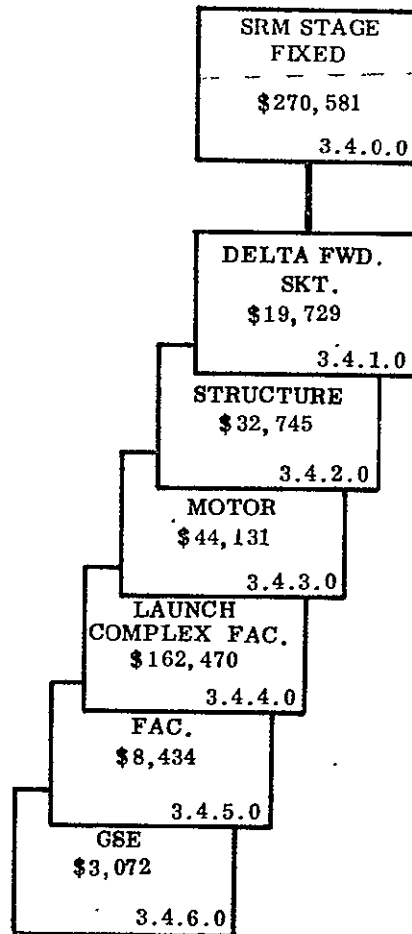 SRM STAGE
FIXED
$270,581
3.4.0.0
DELTA FWD.
SKT.
$19,729
3.4.1.0
STRUCTURE
$32,745
3.4.2.0
MOTOR
$44,131
3.4.3.0
LAUNCH
COMPLEX FAC.
$162,470
3.4.4.0
FAC.
$8,434
3.4.5.0
GSE
$3,072
3.4.6.0